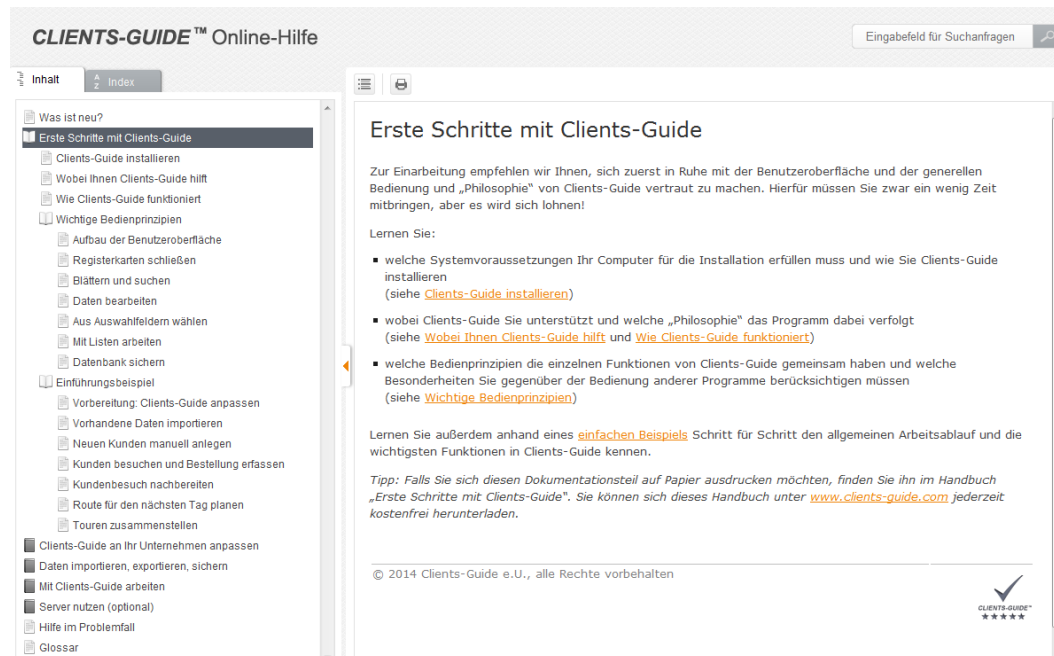 CLIENTS-GUIDE™ Online-Hilfe
Eingabefeld für Suchanfragen
Inhalt
A Z Index
Was ist neu?
Erste Schritte mit Clients-Guide
Clients-Guide installieren
Wobei Ihnen Clients-Guide hilft
Wie Clients-Guide funktioniert
Wichtige Bedienprinzipien
Aufbau der Benutzeroberfläche
Registerkarten schließen
Blättern und suchen
Daten bearbeiten
Aus Auswahlfeldern wählen
Mit Listen arbeiten
Datenbank sichern
Einführungsbeispiel
Vorbereitung: Clients-Guide anpassen
Vorhandene Daten importieren
Neuen Kunden manuell anlegen
Kunden besuchen und Bestellung erfassen
Kundenbesuch nachbereiten
Route für den nächsten Tag planen
Touren zusammenstellen
Clients-Guide an Ihr Unternehmen anpassen
Daten importieren, exportieren, sichern
Mit Clients-Guide arbeiten
Server nutzen (optional)
Hilfe im Problemfall
Glossar
Erste Schritte mit Clients-Guide
Zur Einarbeitung empfehlen wir Ihnen, sich zuerst in Ruhe mit der Benutzeroberfläche und der generellen
Bedienung und „Philosophie“ von Clients-Guide vertraut zu machen. Hierfür müssen Sie zwar ein wenig Zeit
mitbringen, aber es wird sich lohnen!
Lernen Sie:
▪ welche Systemvoraussetzungen Ihr Computer für die Installation erfüllen muss und wie Sie Clients-Guide
installieren
(siehe Clients-Guide installieren)
▪ wobei Clients-Guide Sie unterstützt und welche „Philosophie“ das Programm dabei verfolgt
(siehe Wobei Ihnen Clients-Guide hilft und Wie Clients-Guide funktioniert)
▪ welche Bedienprinzipien die einzelnen Funktionen von Clients-Guide gemeinsam haben und welche
Besonderheiten Sie gegenüber der Bedienung anderer Programme berücksichtigen müssen
(siehe Wichtige Bedienprinzipien)
Lernen Sie außerdem anhand eines einfachen Beispiels Schritt für Schritt den allgemeinen Arbeitsablauf und die
wichtigsten Funktionen in Clients-Guide kennen.
Tipp: Falls Sie sich diesen Dokumentationsteil auf Papier ausdrucken möchten, finden Sie ihn im Handbuch
„Erste Schritte mit Clients-Guide“. Sie können sich dieses Handbuch unter www.clients-guide.com jederzeit
kostenfrei herunterladen.
© 2014 Clients-Guide e.U., alle Rechte vorbehalten
CLIENTS-GUIDE™